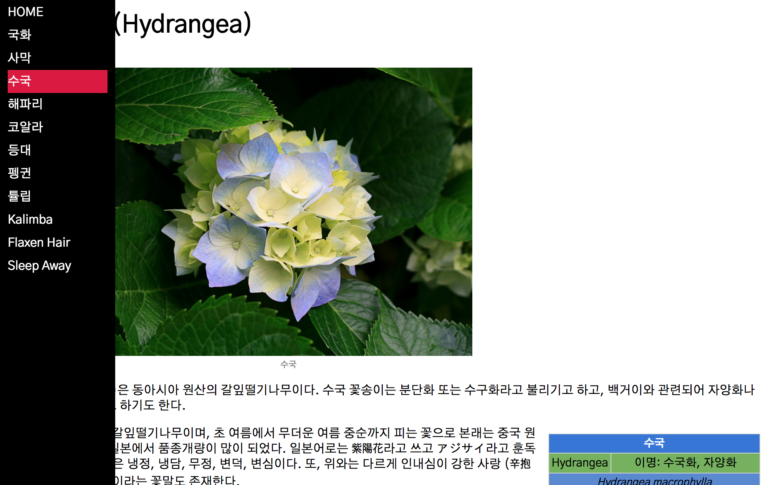 HOME
국화
사막
수국
해파리
코알라
등대
펭귄
튤립
Kalimba
Flaxen Hair
Sleep Away
(Hydrangea)
수국
은 동아시아 원산의 갈잎떨기나무이다. 수국 꽃송이는 분단화 또는 수구화라고 불리기고 하고, 백거이와 관련되어 자양화나
하기도 한다.
갈잎떨기나무이며, 초 여름에서 무더운 여름 중순까지 피는 꽃으로 본래는 중국 원
일본에서 품종개량이 많이 되었다. 일본어로는 紫陽花라고 쓰고 アジサイ라고 훈독
은 냉정, 냉담, 무정, 변덕, 변심이다. 또, 위와는 다르게 인내심이 강한 사랑 (辛抱
이라는 꽃말도 존재한다.
수국
Hydrangea 이명: 수국화, 자양화
Hydrangea macrophylla